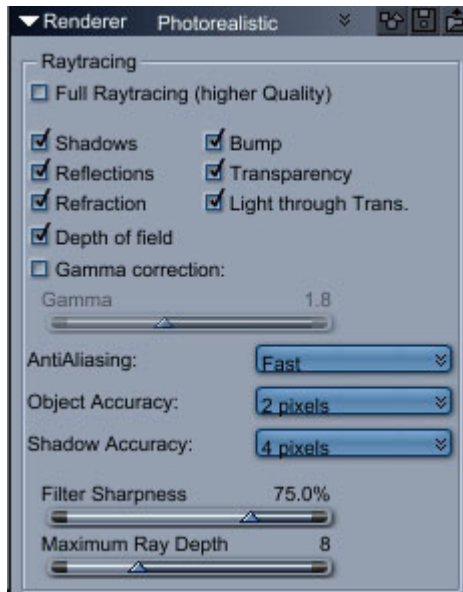 Renderer Photorealistic
Raytracing
Full Raytracing (higher Quality)
Shadows Bump
Reflections Transparency
Refraction Light through Trans.
Depth of field
Gamma correction:
Gamma 1.8
AntiAliasing: Fast
Object Accuracy: 2 pixels
Shadow Accuracy: 4 pixels
Filter Sharpness 75.0%
Maximum Ray Depth 8